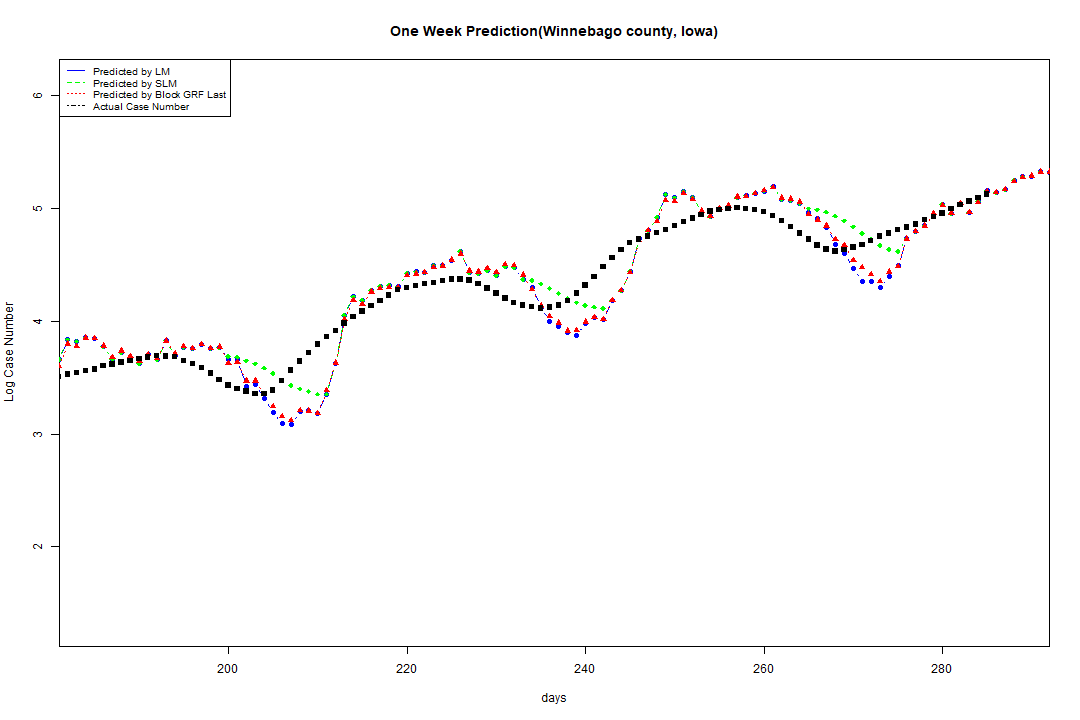 One Week Prediction(Winnebago county, Iowa)
Predicted by LM
Predicted by SLM
Predicted by Block GRF Last
Actual Case Number
6
5
4
3
2
Log Case Number
200 220 240 260 280
days